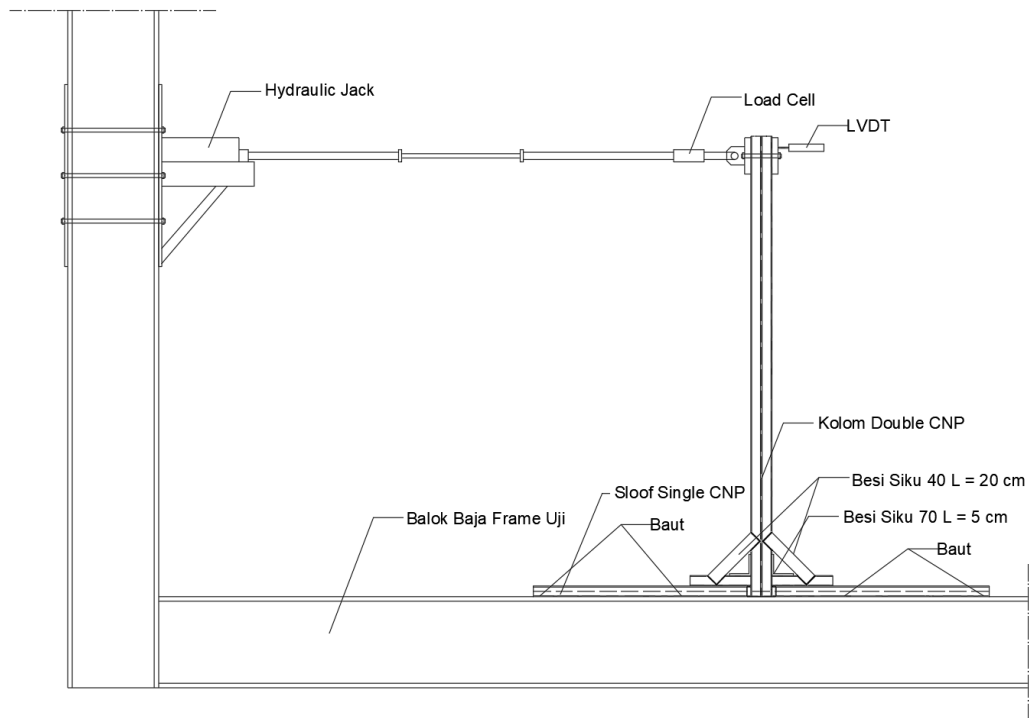 Hydraulic Jack
Load Cell
LVDT
Kolom Double CNP
Besi Siku 40 L = 20 cm
Sloof Single CNP
Besi Siku 70 L = 5 cm
Balok Baja Frame Uji
Baut
Baut